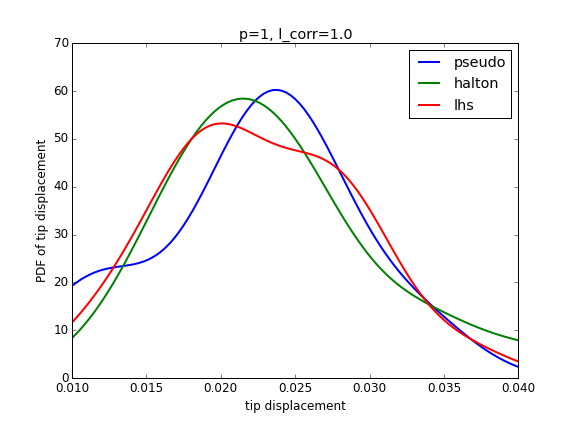 p=1, l_corr=1.0
70
60
50
40
30
20
10
0
PDF of tip displacement
pseudo
halton
lhs
0.010 0.015 0.020 0.025 0.030 0.035 0.040
tip displacement